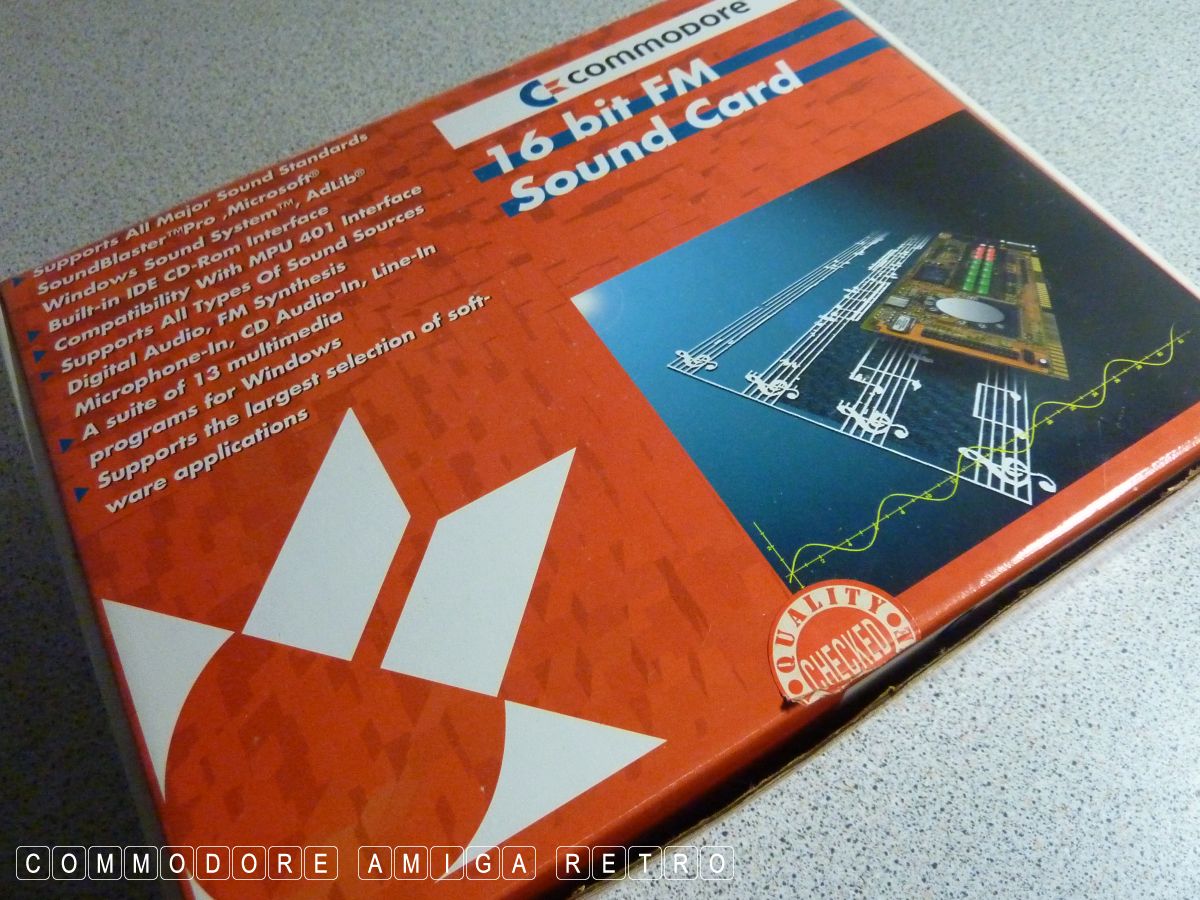 commodore
16 bit FM
Sound Card
Supports All Major Sound Standards
SoundBlaster™Pro ,Microsoft®
Windows Sound System™, AdLib®
Built-in IDE CD-Rom Interface
Compatibility With MPU 401 Interface
Supports All Types Of Sound Sources
Digital Audio, FM Synthesis
Microphone-In, CD Audio-In, Line-In
A suite of 13 multimedia
programs for Windows
Supports the largest selection of soft-
ware applications
QUALITY
CHECKED
COMMODORE AMIGA RETRO